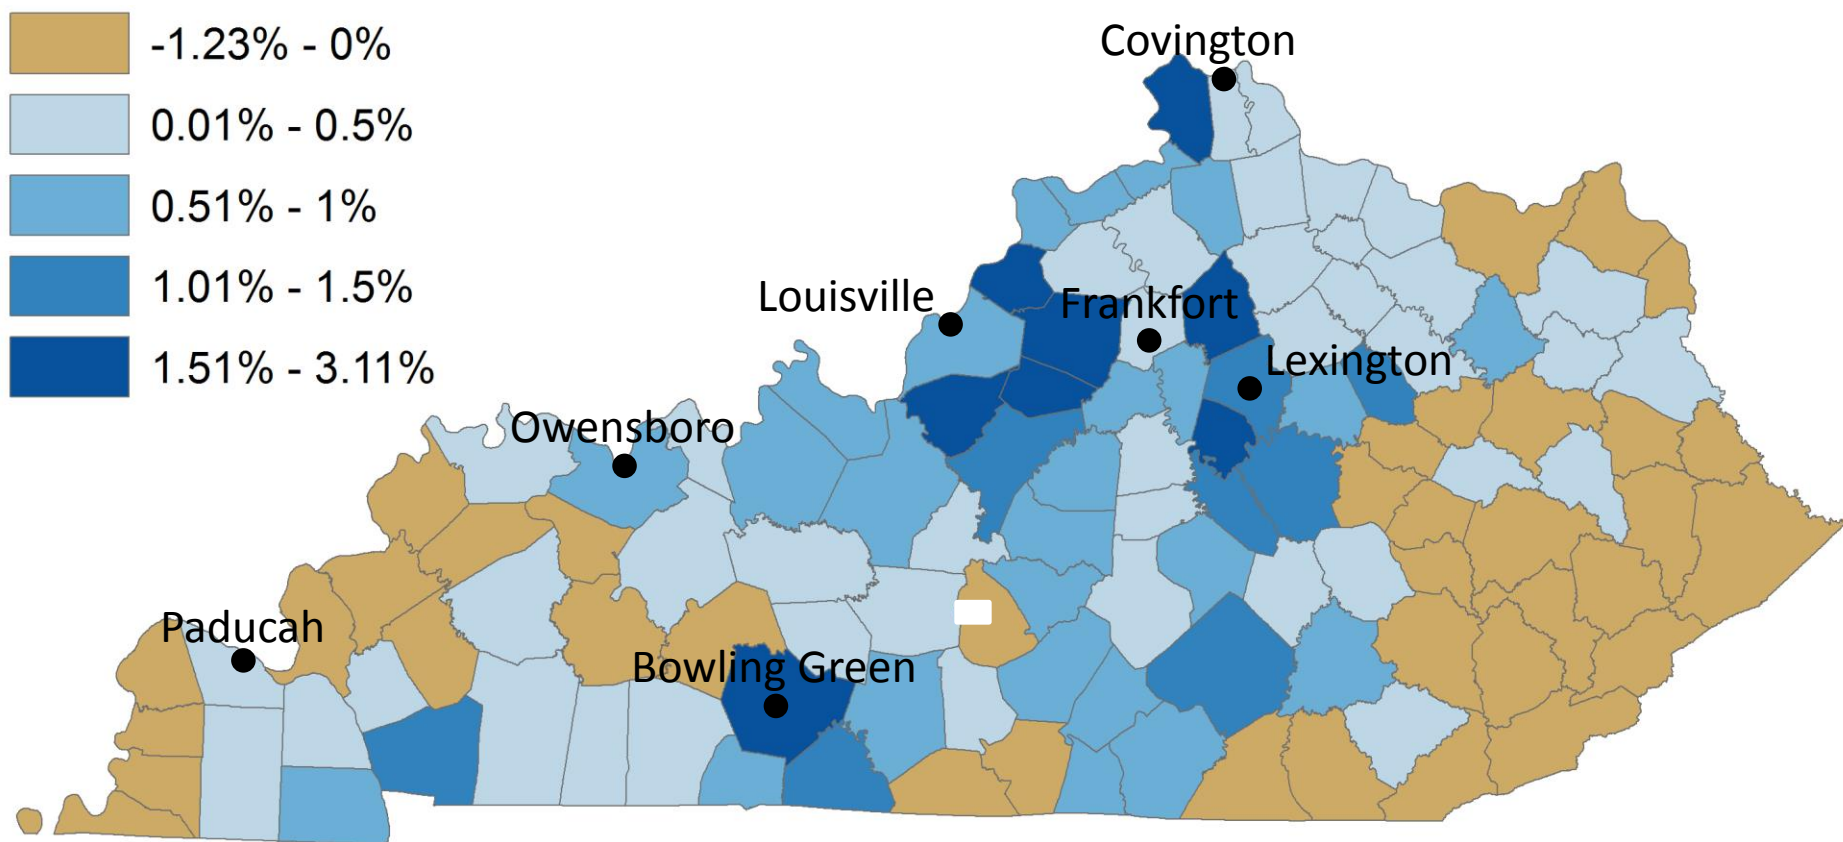 -1.23% - 0%
0.01% - 0.5%
0.51% - 1%
1.01% - 1.5%
1.51% - 3.11%
Covington
Louisville
Frankfort
Lexington
Owensboro
Paducah
Bowling Green